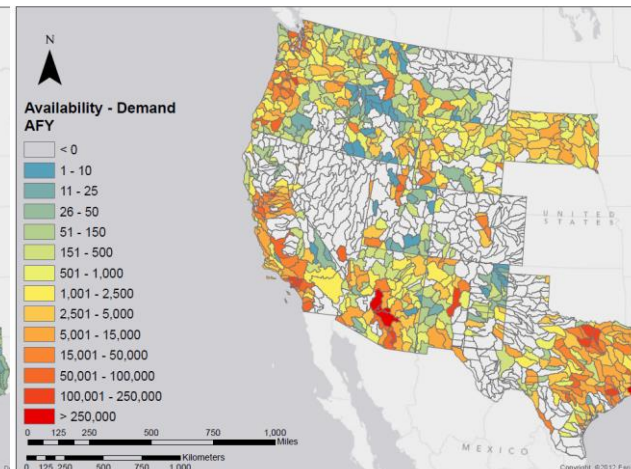 N
Availability - Demand
AFY
< 0
1 - 10
11 - 25
26 - 50
51 - 150
151 - 500
501 - 1,000
1,001 - 2,500
2,501 - 5,000
5,001 - 15,000
15,001 - 50,000
50,001 - 100,000
100,001 - 250,000
> 250,000
0 125 250 500 750 1,000
Miles
Kilometers
0 125 250 500 750 1,000
UNITED
STATES
MEXICO
Copyright: ©2012 Esri